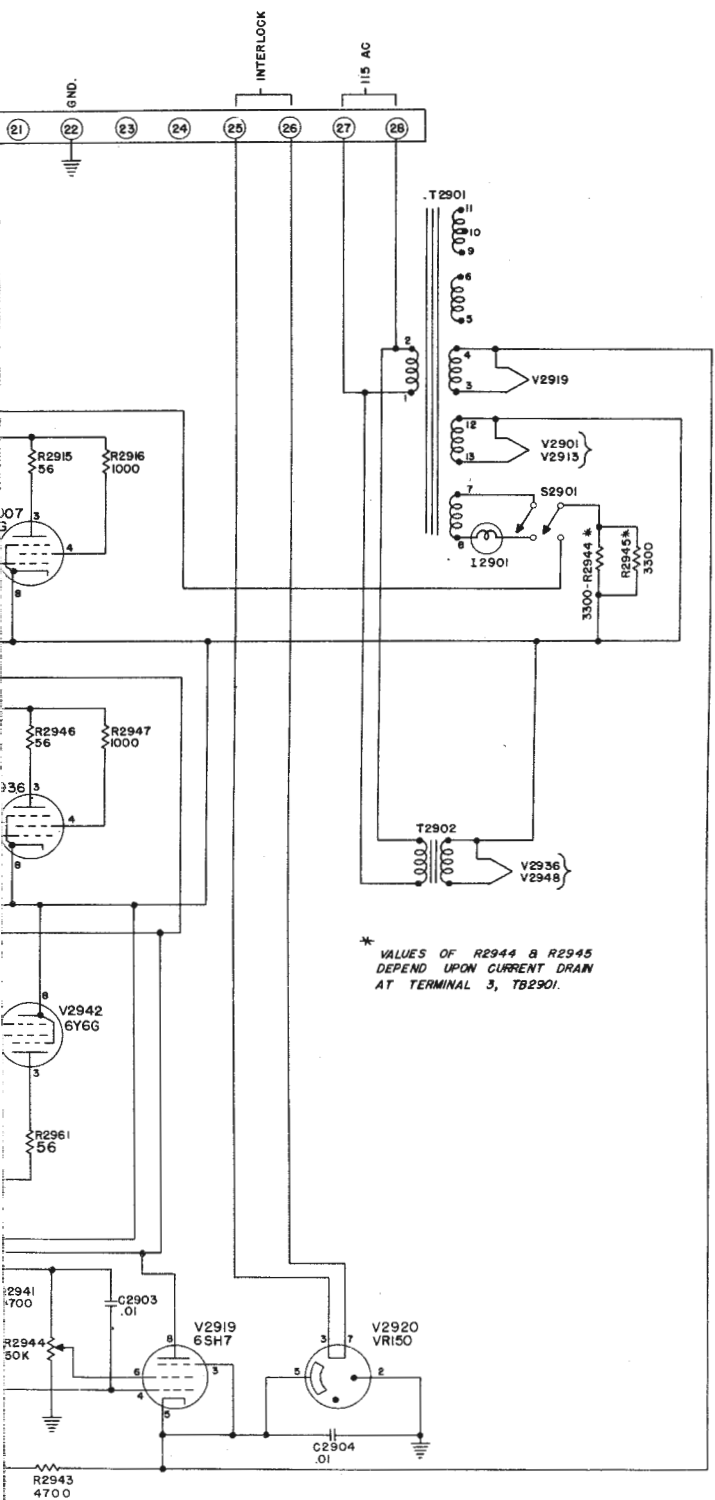 GND.
INTERLOCK
115 AC
21 22 23 24 25 26 27 28
T2901
11
10
9
6
5
2
1
4
3
V2919
12
13
V2901
V2913
7
S2901
I2901
3300-R2944 *
R2945*
3300
R2915
56
R2916
1000
3
4
8
R2946
56
R2947
1000
3
4
8
T2902
V2936
V2948
* VALUES OF R2944 & R2945
DEPEND UPON CURRENT DRAIN
AT TERMINAL 3, TB2901.
8
V2942
6Y6G
3
R2961
56
C2903
.01
R2944
V2919
6SH7
8
3
6
4
5
V2920
VR150
3 7
5
2
C2904
.01
R2943
4700